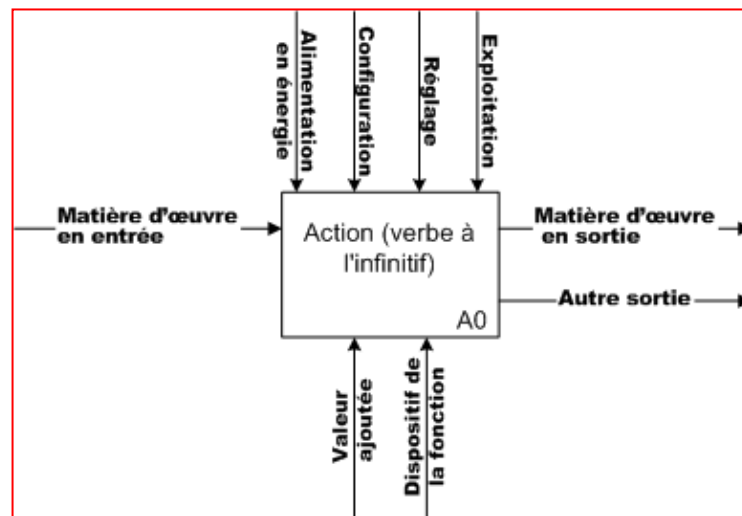 Alimentation
en énergie
Configuration
Réglage
Exploitation
Matière d'œuvre
en entrée
Action (verbe à
l'infinitif)
A0
Matière d'œuvre
en sortie
Autre sortie
Valeur
ajoutée
Dispositif de
la fonction